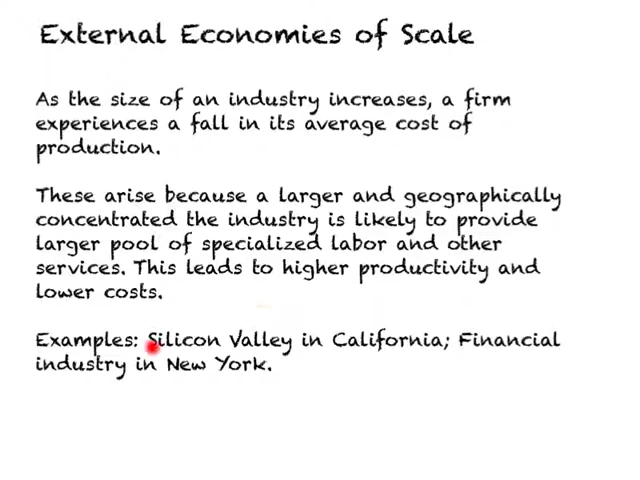 External Economies of Scale
As the size of an industry increases, a firm
experiences a fall in its average cost of
production.
These arise because a larger and geographically
concentrated the industry is likely to provide
larger pool of specialized labor and other
services. This leads to higher productivity and
lower costs.
Examples: Silicon Valley in California; Financial
industry in New York.